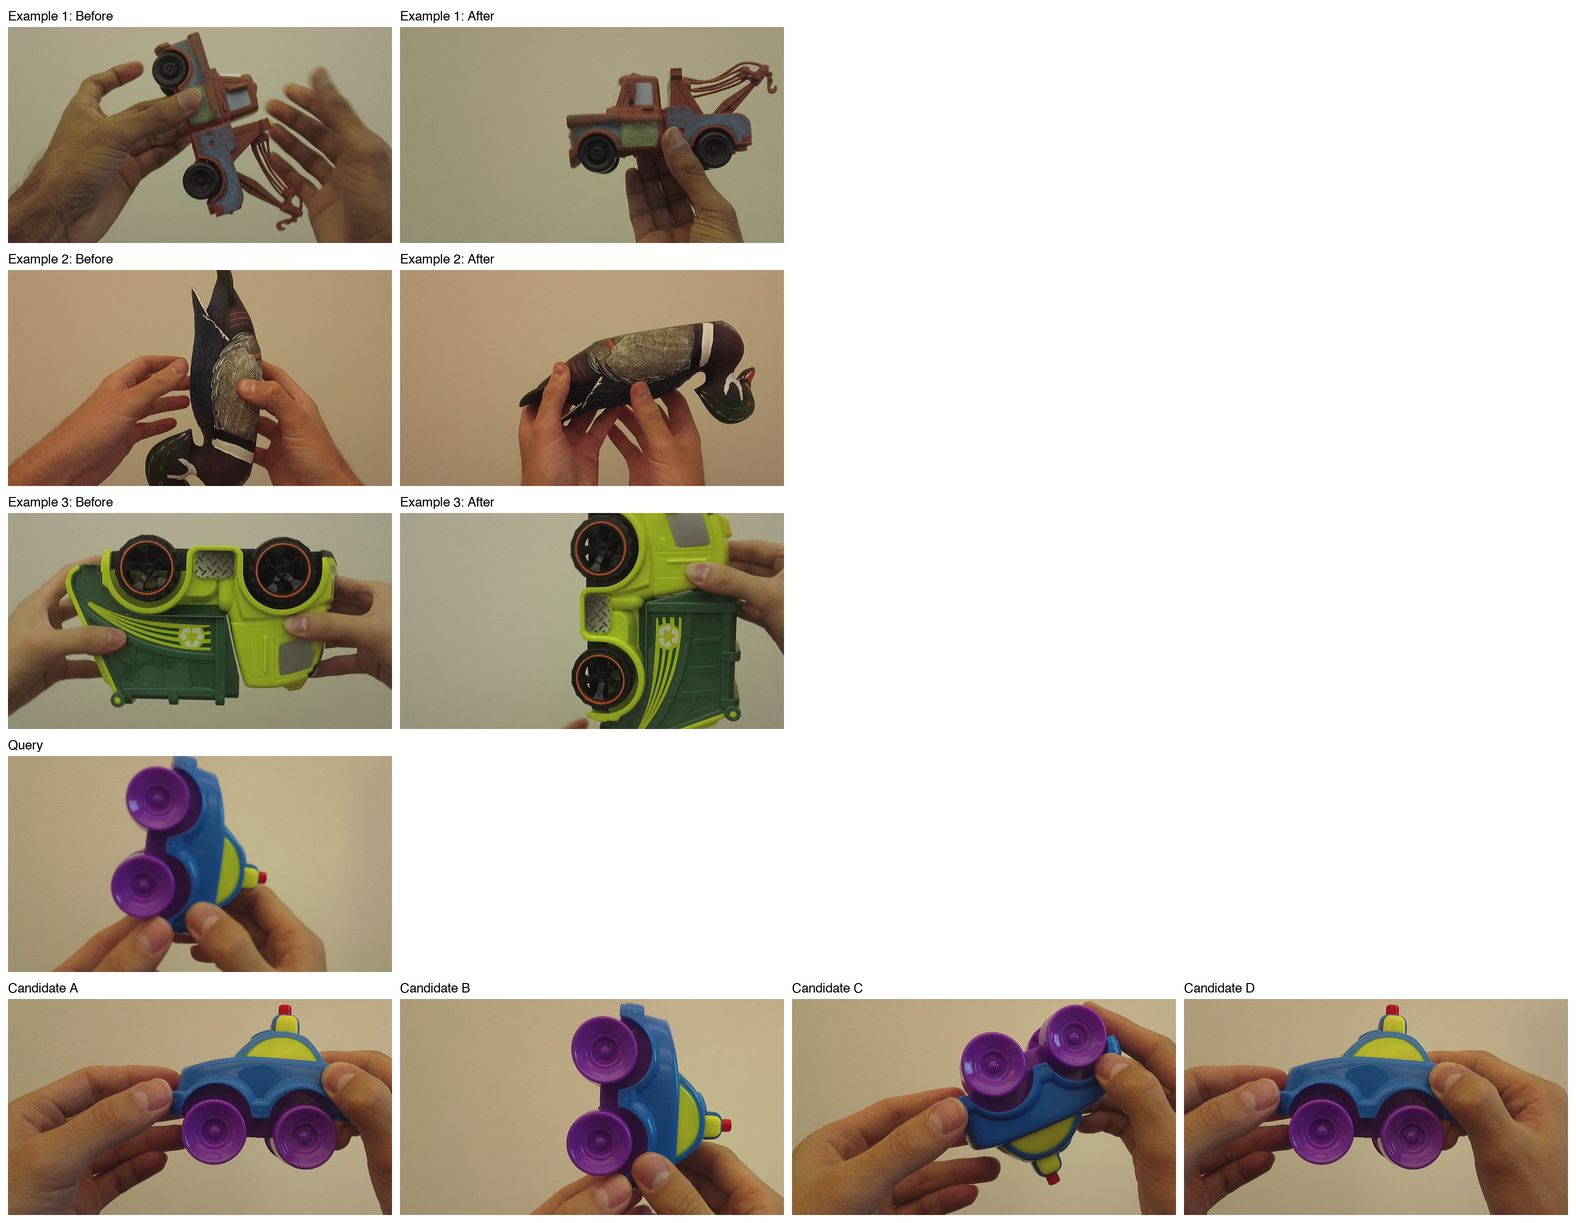 Example 1: Before
Example 1: After
Example 2: Before
Example 2: After
Example 3: Before
Example 3: After
Query
Candidate A
Candidate B
Candidate C
Candidate D